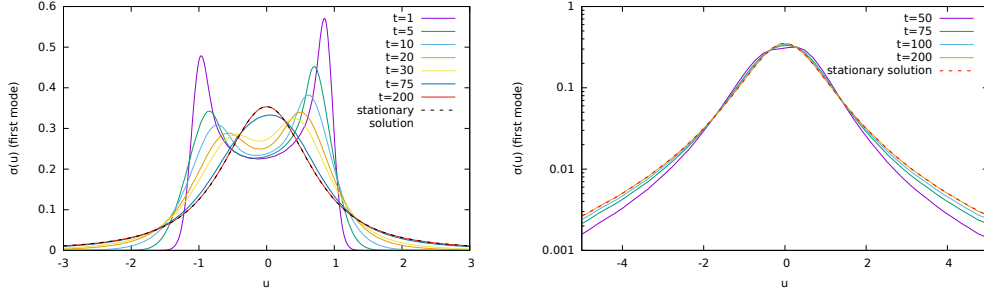 0.6
0.5
0.4
0.3
0.2
0.1
0
-3
-2
-1
0
1
2
3
σ(u) (first mode)
u
t=1
t=5
t=10
t=20
t=30
t=75
t=200
stationary
solution
1
0.1
0.01
0.001
-4
-2
0
2
4
σ(u) (first mode)
u
t=50
t=75
t=100
t=200
stationary solution